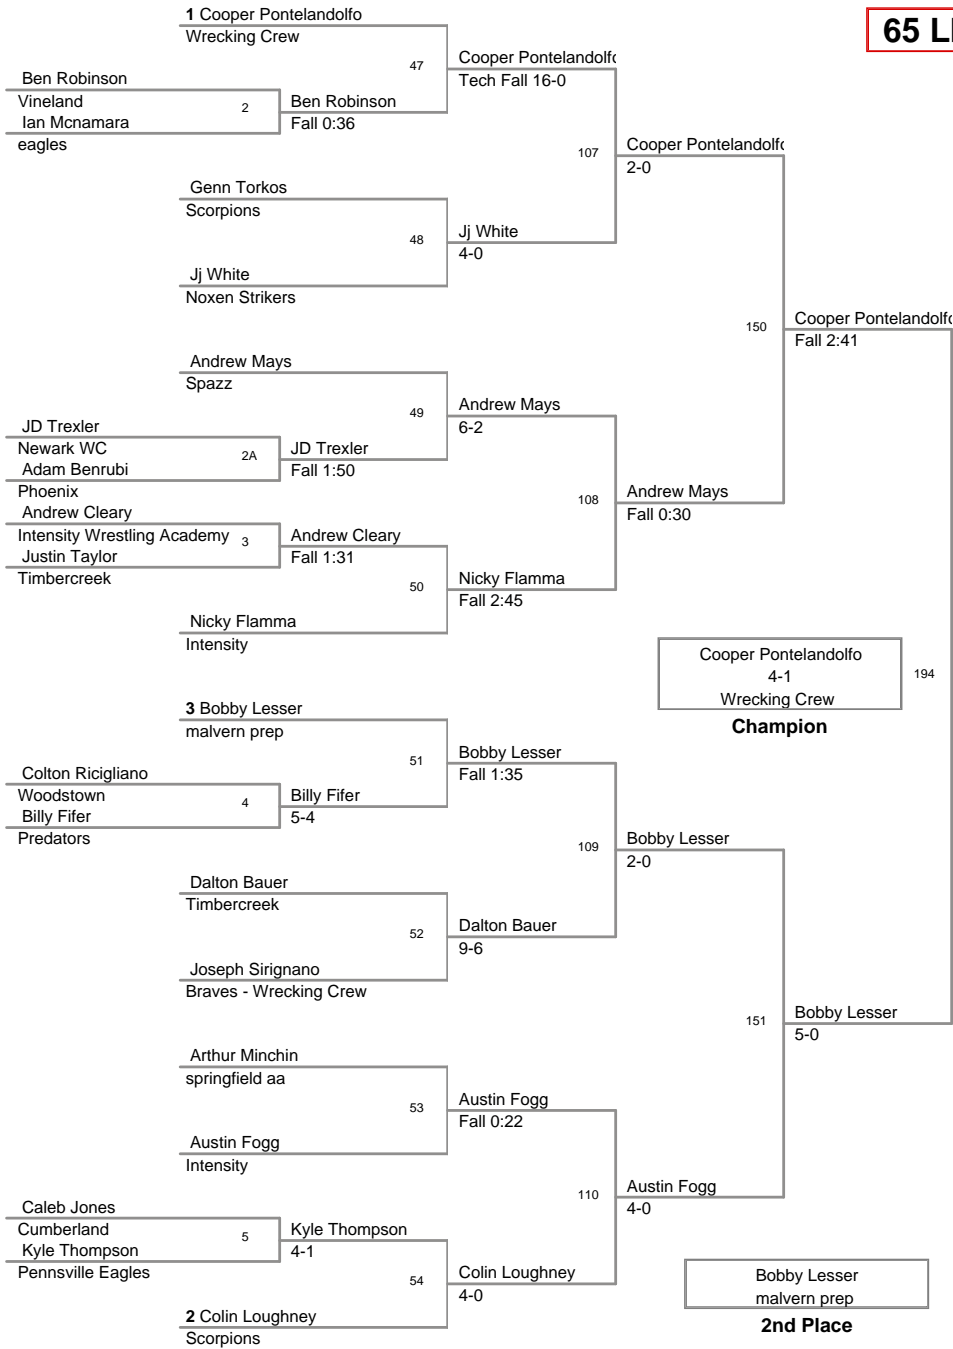 1 Cooper Pontelandolfo
Wrecking Crew
65 L
47
Cooper Pontelandolfo
Tech Fall 16-0
Ben Robinson
Vineland
2
Ian Mcnamara
eagles
Ben Robinson
Fall 0:36
107
Cooper Pontelandolfo
2-0
Genn Torkos
Scorpions
48
Jj White
4-0
Jj White
Noxen Strikers
150
Cooper Pontelandolfo
Fall 2:41
Andrew Mays
Spazz
49
Andrew Mays
6-2
JD Trexler
Newark WC
2A
Adam Benrubi
Phoenix
JD Trexler
Fall 1:50
108
Andrew Mays
Fall 0:30
Andrew Cleary
Intensity Wrestling Academy
3
Justin Taylor
Timbercreek
Andrew Cleary
Fall 1:31
50
Nicky Flamma
Fall 2:45
Nicky Flamma
Intensity
Cooper Pontelandolfo
4-1
Wrecking Crew
Champion
194
3 Bobby Lesser
malvern prep
51
Bobby Lesser
Fall 1:35
Colton Ricigliano
Woodstown
4
Billy Fifer
Predators
Billy Fifer
5-4
109
Bobby Lesser
2-0
Dalton Bauer
Timbercreek
52
Dalton Bauer
9-6
Joseph Sirignano
Braves - Wrecking Crew
151
Bobby Lesser
5-0
Arthur Minchin
springfield aa
53
Austin Fogg
Fall 0:22
Austin Fogg
Intensity
110
Austin Fogg
4-0
Caleb Jones
Cumberland
5
Kyle Thompson
Pennsville Eagles
Kyle Thompson
4-1
54
Colin Loughney
4-0
2 Colin Loughney
Scorpions
Bobby Lesser
malvern prep
2nd Place